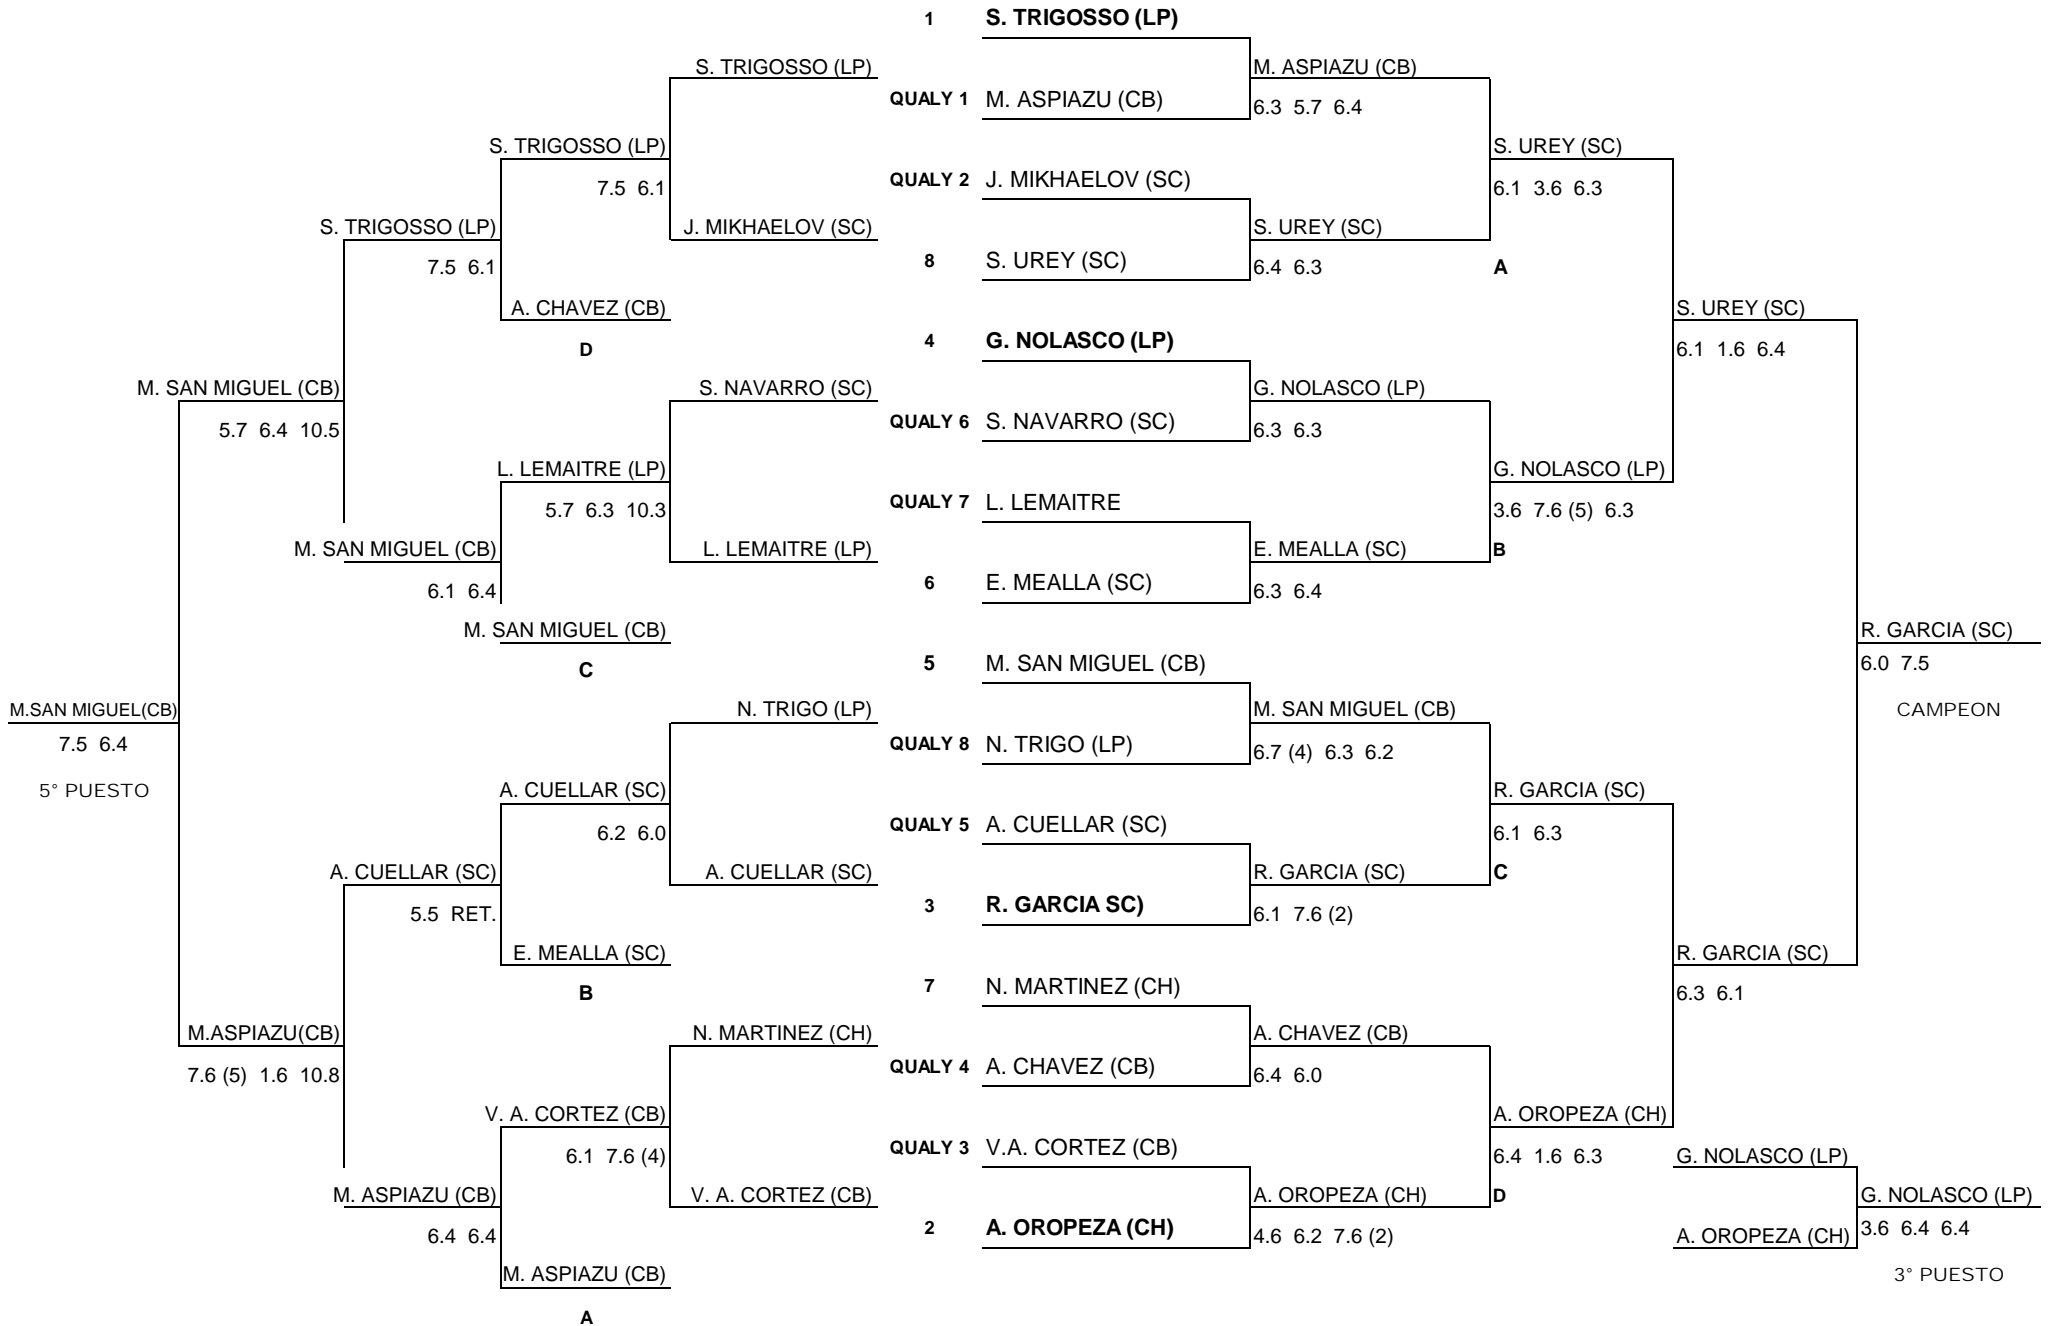 1 S. TRIGOSSO (LP)
S. TRIGOSSO (LP) M. ASPIAZU (CB)
QUALY 1 M. ASPIAZU (CB) 6.3 5.7 6.4
S. TRIGOSSO (LP) S. UREY (SC)
7.5 6.1 QUALY 2 J. MIKHAELOV (SC) 6.1 3.6 6.3
S. TRIGOSSO (LP) J. MIKHAELOV (SC) S. UREY (SC)
7.5 6.1 8 S. UREY (SC) 6.4 6.3 A
A. CHAVEZ (CB) S. UREY (SC)
D 4 G. NOLASCO (LP) 6.1 1.6 6.4
M. SAN MIGUEL (CB) S. NAVARRO (SC) G. NOLASCO (LP)
5.7 6.4 10.5 QUALY 6 S. NAVARRO (SC) 6.3 6.3
L. LEMAITRE (LP) G. NOLASCO (LP)
5.7 6.3 10.3 QUALY 7 L. LEMAITRE 3.6 7.6 (5) 6.3
M. SAN MIGUEL (CB) L. LEMAITRE (LP) E. MEALLA (SC) B
6.1 6.4 6 E. MEALLA (SC) 6.3 6.4
M. SAN MIGUEL (CB) R. GARCIA (SC)
C 5 M. SAN MIGUEL (CB) 6.0 7.5
M.SAN MIGUEL(CB) N. TRIGO (LP) M. SAN MIGUEL (CB) CAMPEON
7.5 6.4 QUALY 8 N. TRIGO (LP) 6.7 (4) 6.3 6.2
5° PUESTO A. CUELLAR (SC) R. GARCIA (SC)
6.2 6.0 QUALY 5 A. CUELLAR (SC) 6.1 6.3
A. CUELLAR (SC) A. CUELLAR (SC) R. GARCIA (SC) C
5.5 RET. 3 R. GARCIA SC) 6.1 7.6 (2)
E. MEALLA (SC) R. GARCIA (SC)
B 7 N. MARTINEZ (CH) 6.3 6.1
M.ASPIAZU(CB) N. MARTINEZ (CH) A. CHAVEZ (CB)
7.6 (5) 1.6 10.8 QUALY 4 A. CHAVEZ (CB) 6.4 6.0
V. A. CORTEZ (CB) A. OROPEZA (CH)
6.1 7.6 (4) QUALY 3 V.A. CORTEZ (CB) 6.4 1.6 6.3 G. NOLASCO (LP)
M. ASPIAZU (CB) V. A. CORTEZ (CB) A. OROPEZA (CH) D G. NOLASCO (LP)
6.4 6.4 2 A. OROPEZA (CH) 4.6 6.2 7.6 (2) A. OROPEZA (CH) 3.6 6.4 6.4
M. ASPIAZU (CB) 3° PUESTO
A